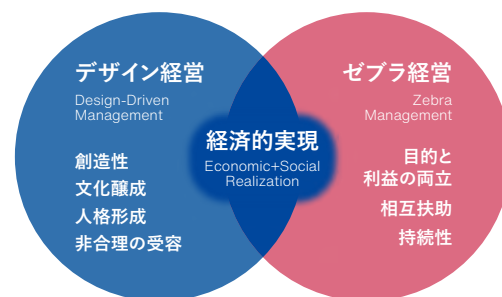 デザイン経営
Design-Driven
Management
創造性
文化醸成
人格形成
非合理の受容
経済的実現
Economic+Social
Realization
ゼブラ経営
Zebra
Management
目的と
利益の両立
相互扶助
持続性